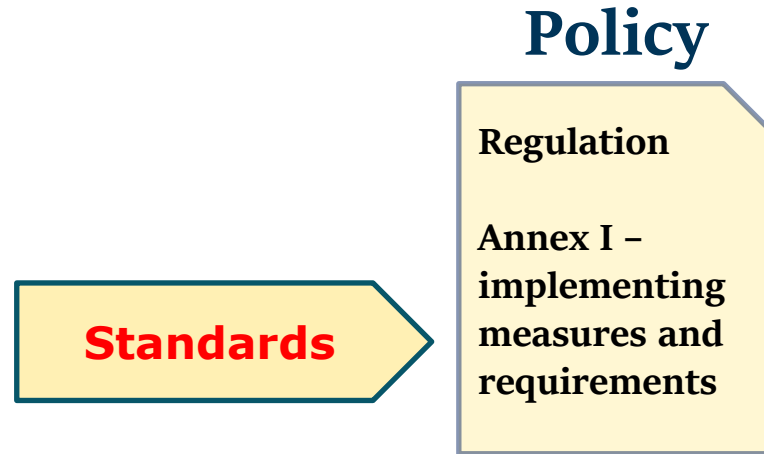 Policy
Regulation
Annex I –
implementing
measures and
requirements
Standards